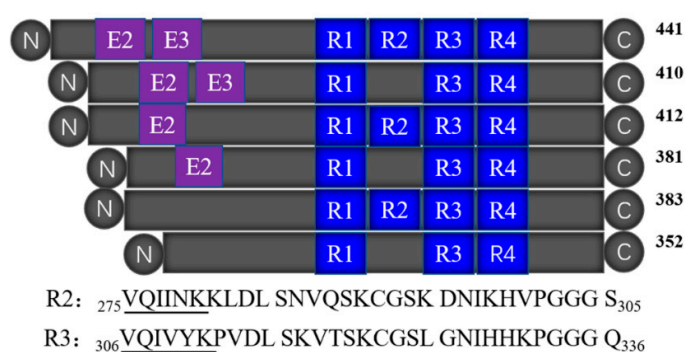 N E2 E3 R1 R2 R3 R4 C 441
N E2 E3 R1 R3 R4 C 410
N E2 R1 R2 R3 R4 C 412
N E2 R1 R3 R4 C 381
N R1 R2 R3 R4 C 383
N R1 R3 R4 C 352
R2: 275VQIINKKLDL SNVQSKCGSK DNIKHVPGGG S305
R3: 306VQIVYKPVDL SKVTSKCGSL GNIHHKPGGG Q336